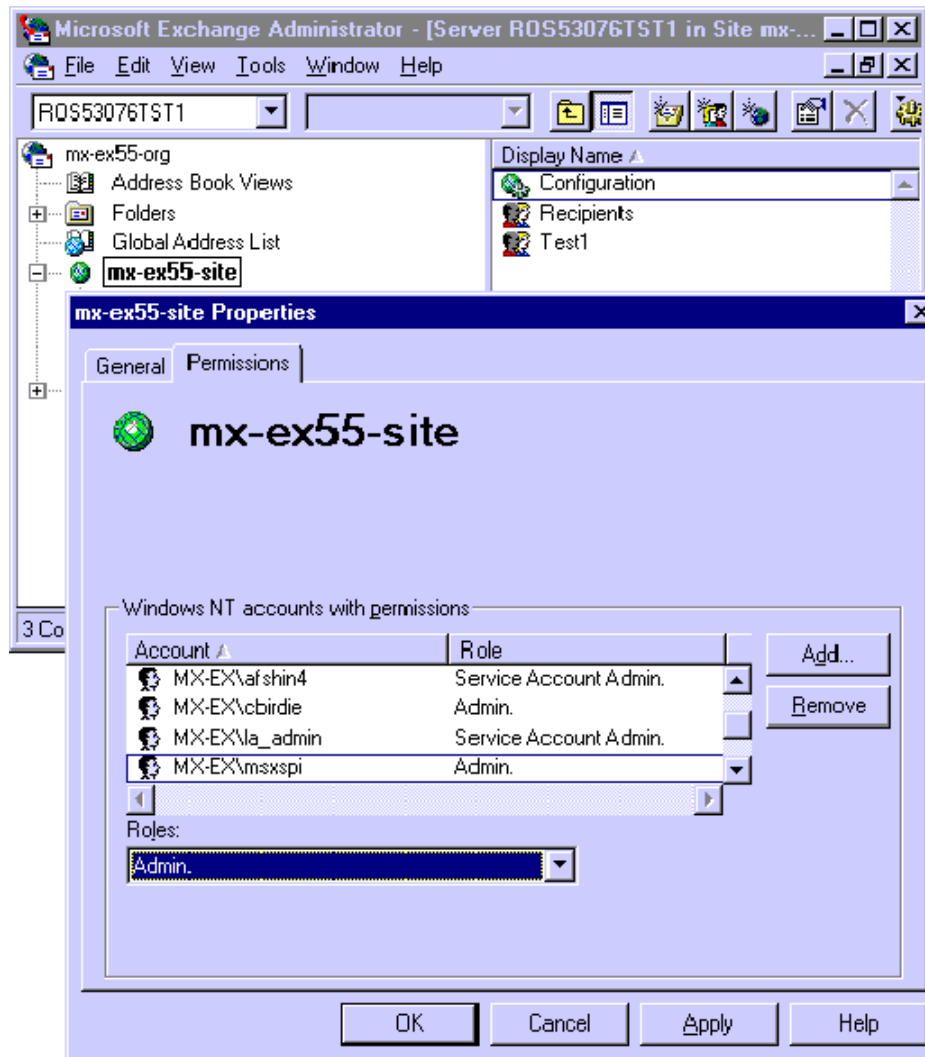 Microsoft Exchange Administrator - [Server ROS53076TST1 in Site mx-...
File Edit View Tools Window Help
ROS53076TST1
mx-ex55-org
Address Book Views
Folders
Global Address List
mx-ex55-site
Display Name
Configuration
Recipients
Test1
3 Co
mx-ex55-site Properties
General Permissions
mx-ex55-site
Windows NT accounts with permissions
Account Role
MX-EX\afshin4 Service Account Admin.
MX-EX\cbirdie Admin.
MX-EX\la_admin Service Account Admin.
MX-EX\msxspi Admin.
Add...
Remove
Roles:
Admin.
OK Cancel Apply Help